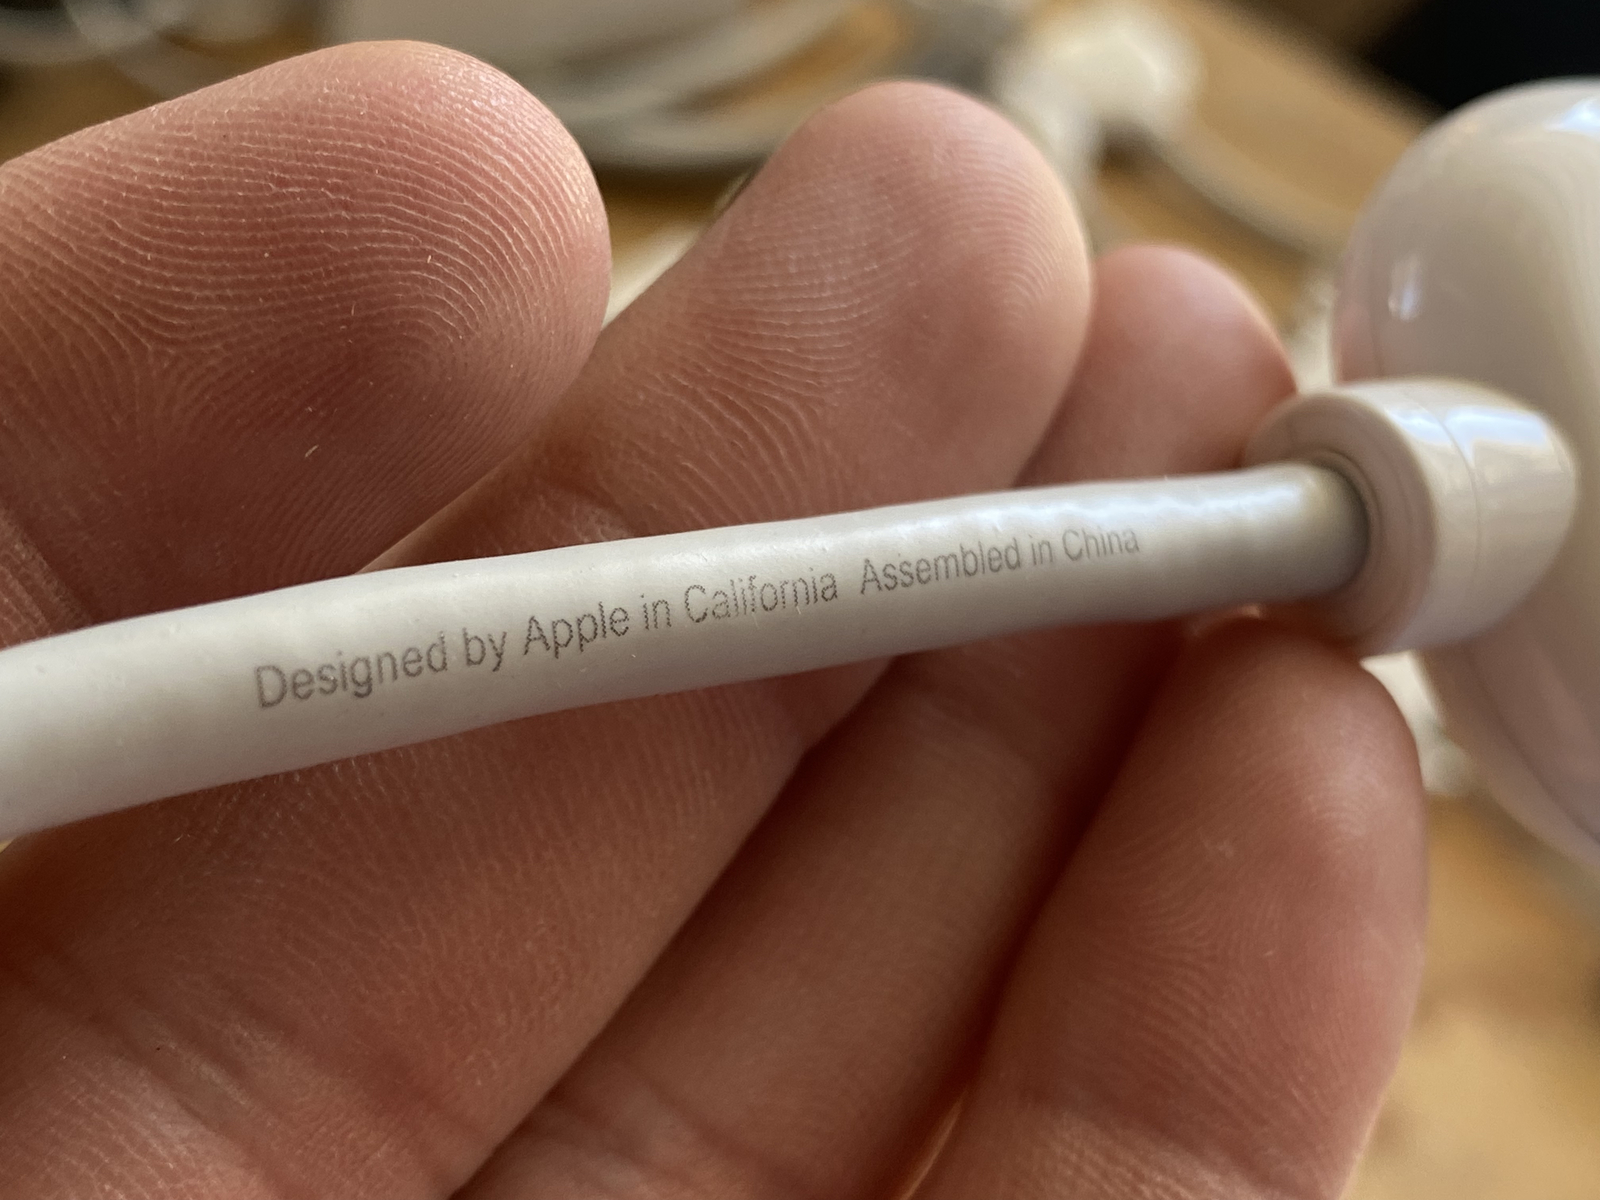 Designed by Apple in California Assembled in China